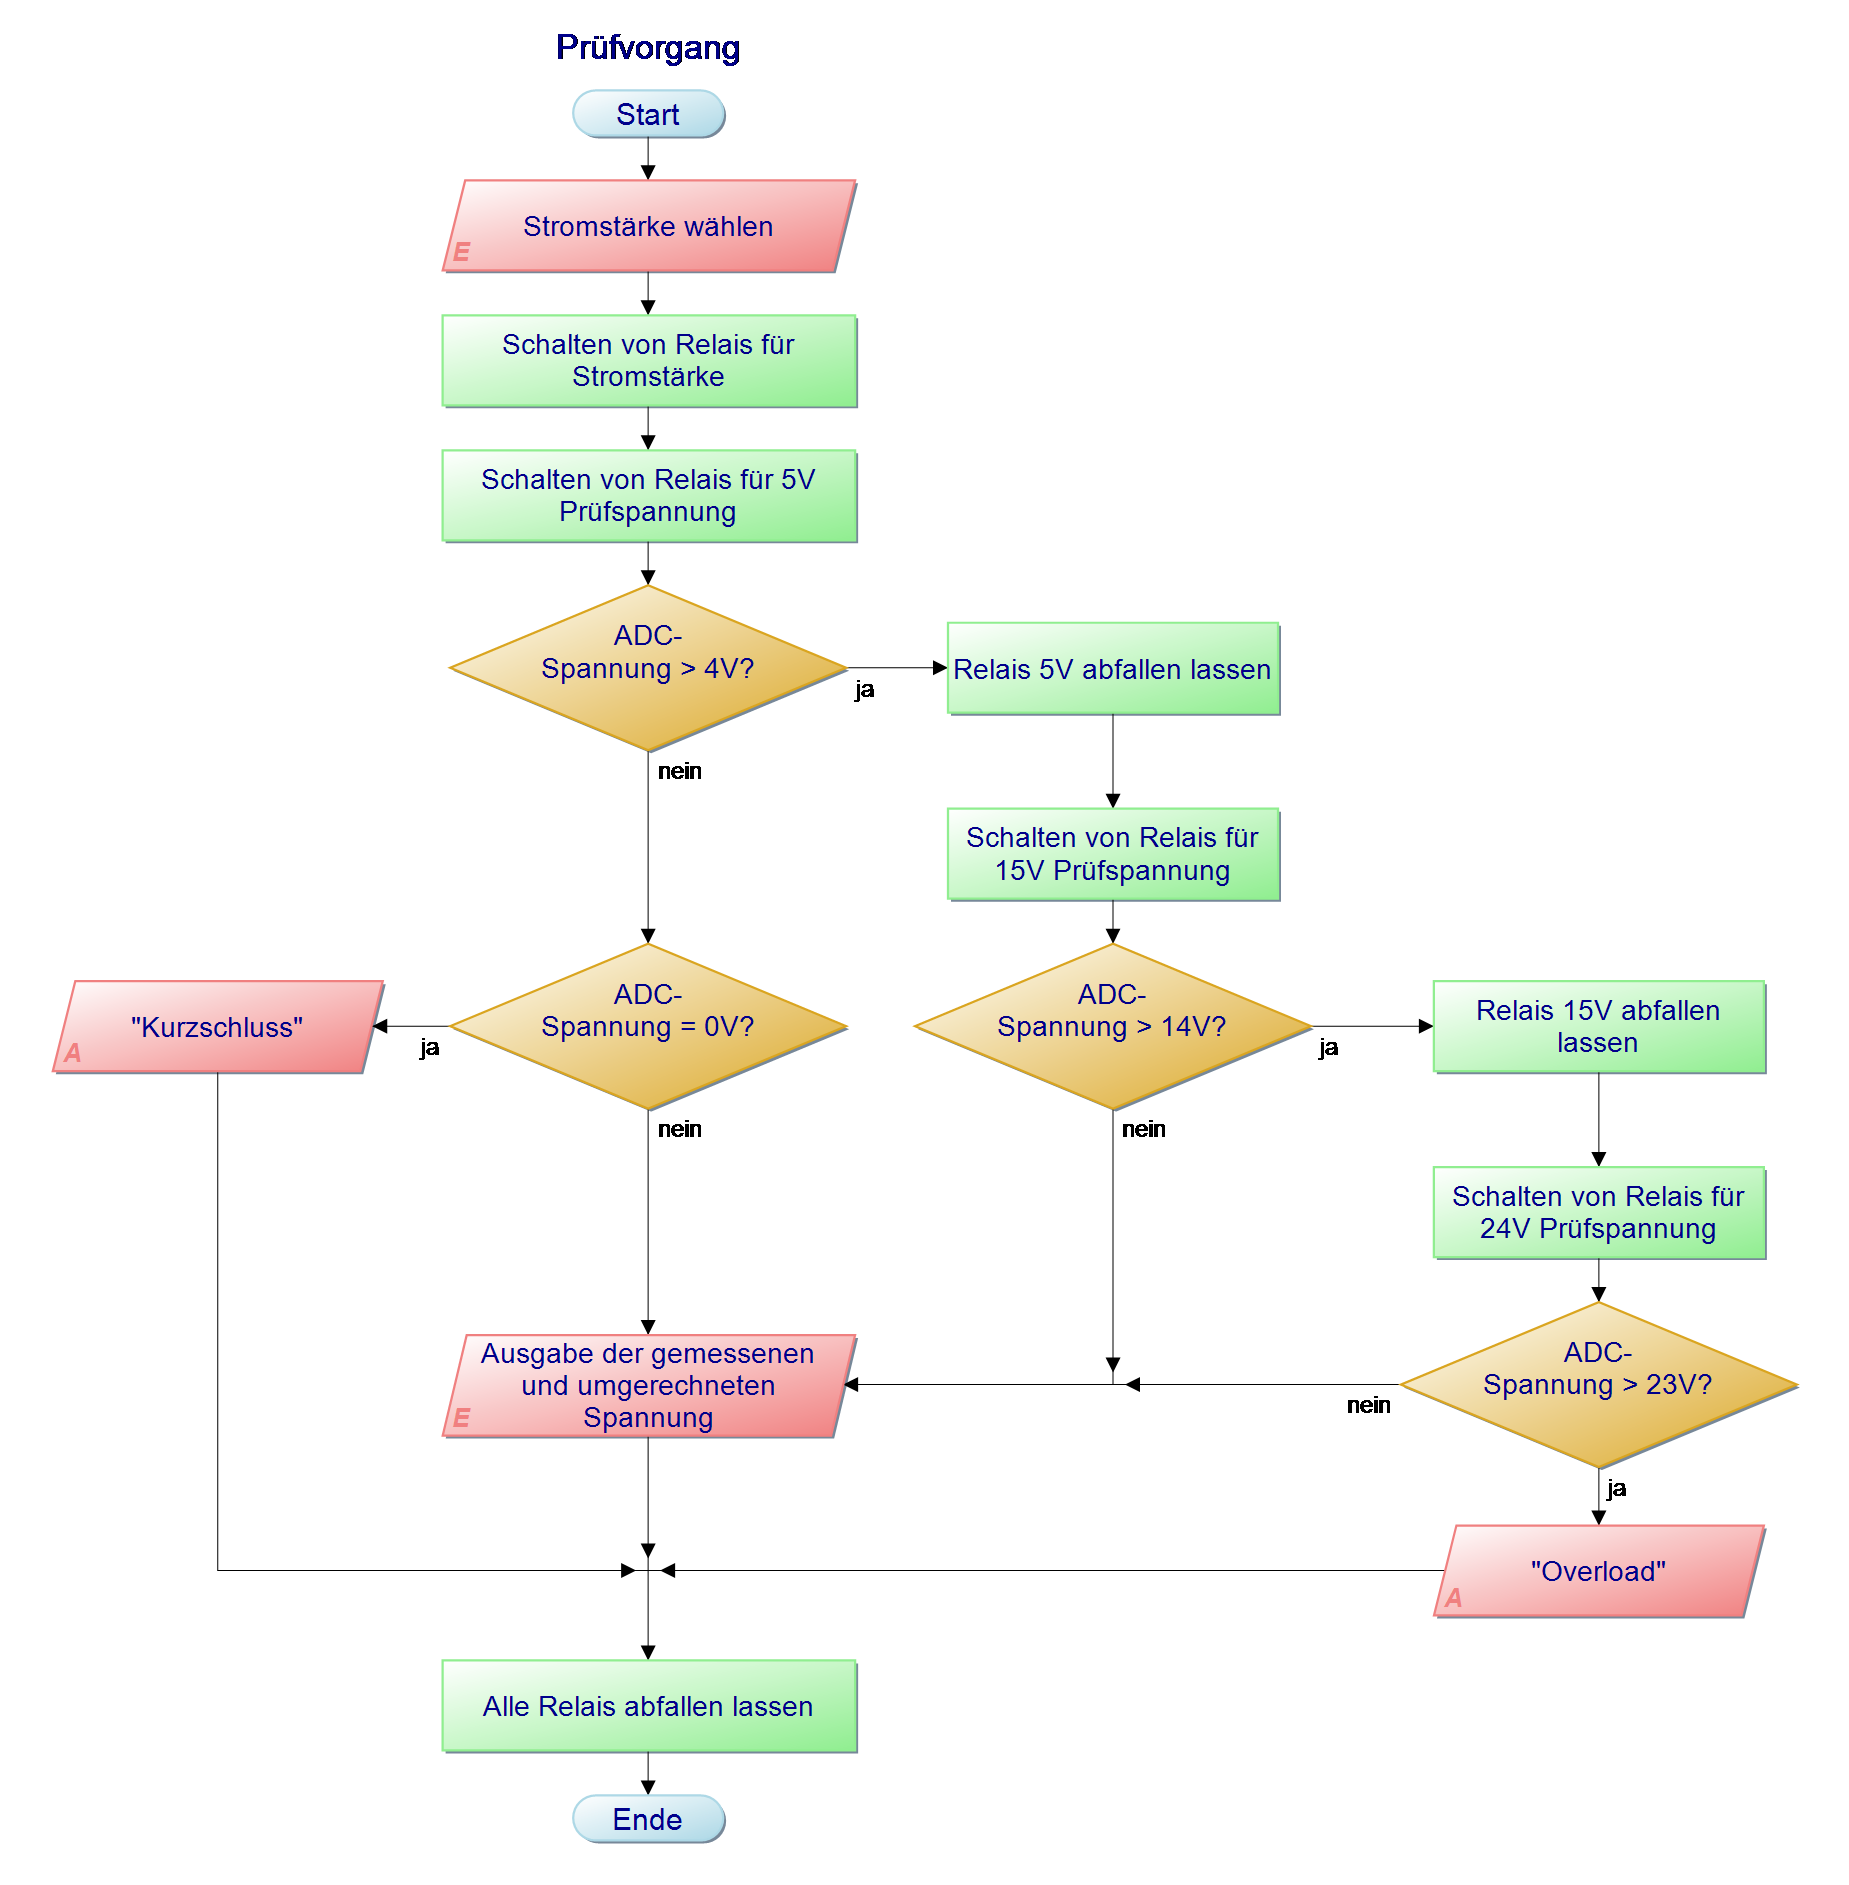 Prüfvorgang
Start
Stromstärke wählen
E
Schalten von Relais für
Stromstärke
Schalten von Relais für 5V
Prüfspannung
ADC-
Spannung > 4V?
ja
nein
Relais 5V abfallen lassen
Schalten von Relais für
15V Prüfspannung
"Kurzschluss"
A
ADC-
Spannung = 0V?
ja
nein
ADC-
Spannung > 14V?
ja
nein
Relais 15V abfallen
lassen
Schalten von Relais für
24V Prüfspannung
Ausgabe der gemessenen
und umgerechneten
Spannung
E
ADC-
Spannung > 23V?
nein
ja
"Overload"
A
Alle Relais abfallen lassen
Ende